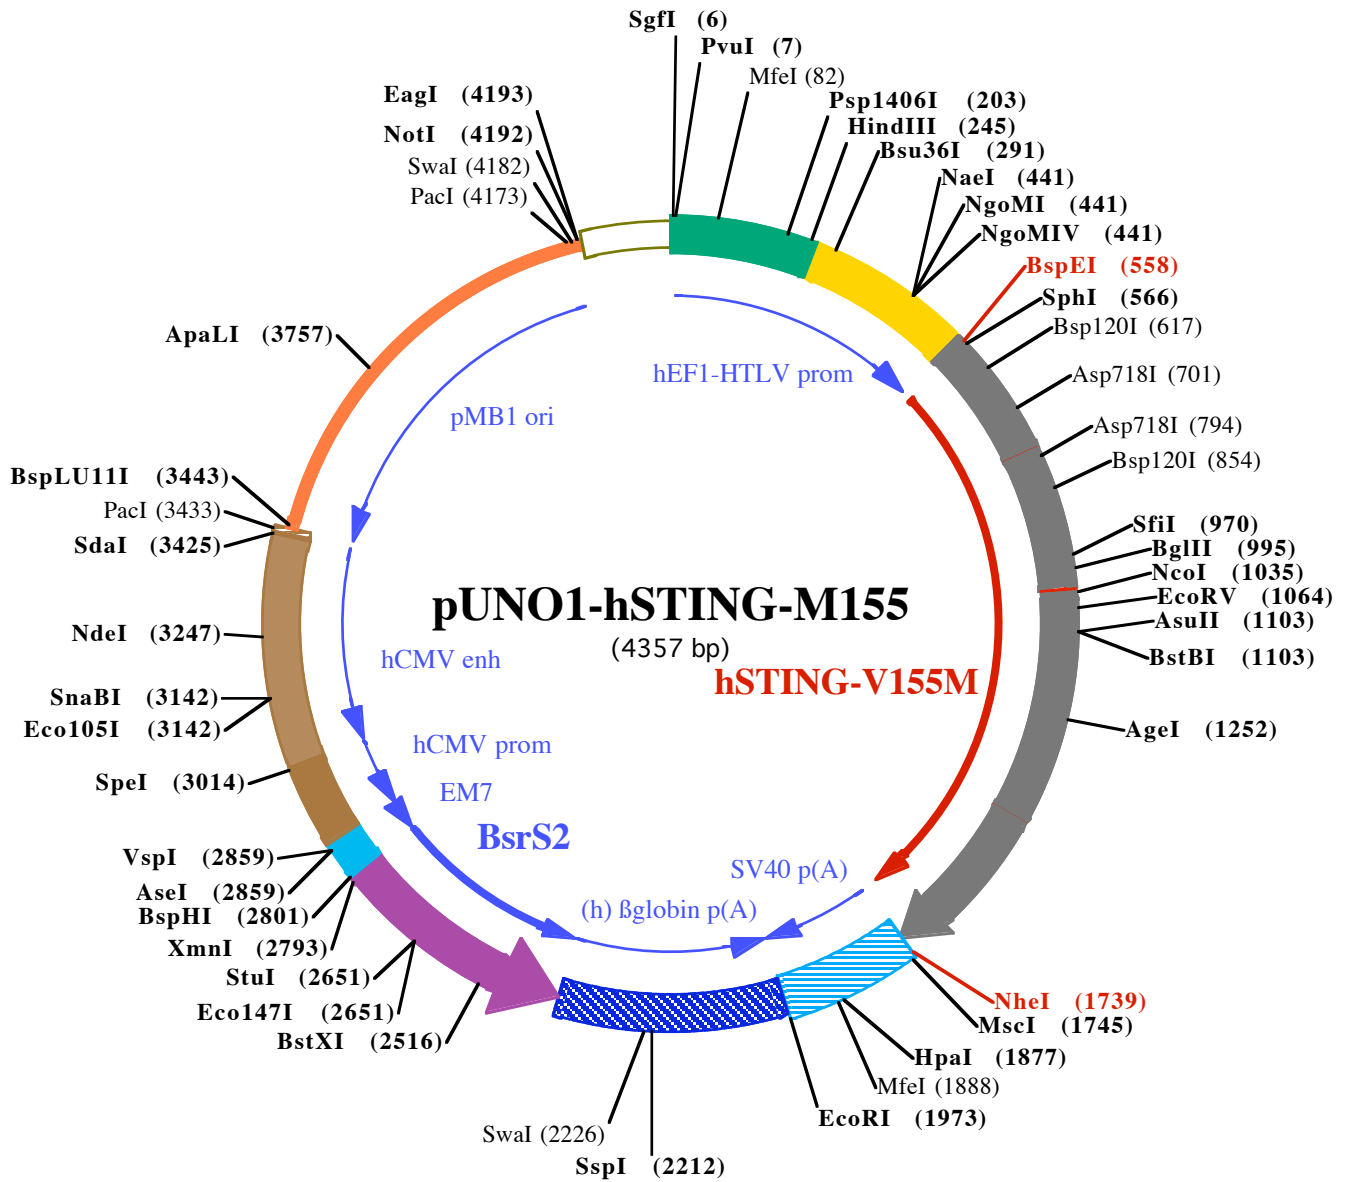 SgfI (6)
PvuI (7)
MfeI (82)
Psp1406I (203)
HindIII (245)
Bsu36I (291)
NaeI (441)
NgoMI (441)
NgoMIV (441)
BspEI (558)
SphI (566)
Bsp120I (617)
Asp718I (701)
Asp718I (794)
Bsp120I (854)
SfiI (970)
BglII (995)
NcoI (1035)
EcoRV (1064)
AsuII (1103)
BstBI (1103)
AgeI (1252)
NheI (1739)
MscI (1745)
HpaI (1877)
MfeI (1888)
EcoRI (1973)
SspI (2212)
SwaI (2226)
BstXI (2516)
Eco147I (2651)
StuI (2651)
XmnI (2793)
BspHI (2801)
AseI (2859)
VspI (2859)
SpeI (3014)
Eco105I (3142)
SnaBI (3142)
NdeI (3247)
SdaI (3425)
PacI (3433)
BspLU11I (3443)
ApaLI (3757)
PacI (4173)
SwaI (4182)
NotI (4192)
EagI (4193)
hEF1-HTLV prom
pMB1 ori
pUNO1-hSTING-M155
(4357 bp)
hSTING-V155M
hCMV enh
hCMV prom
EM7
BsrS2
SV40 p(A)
(h) ßglobin p(A)